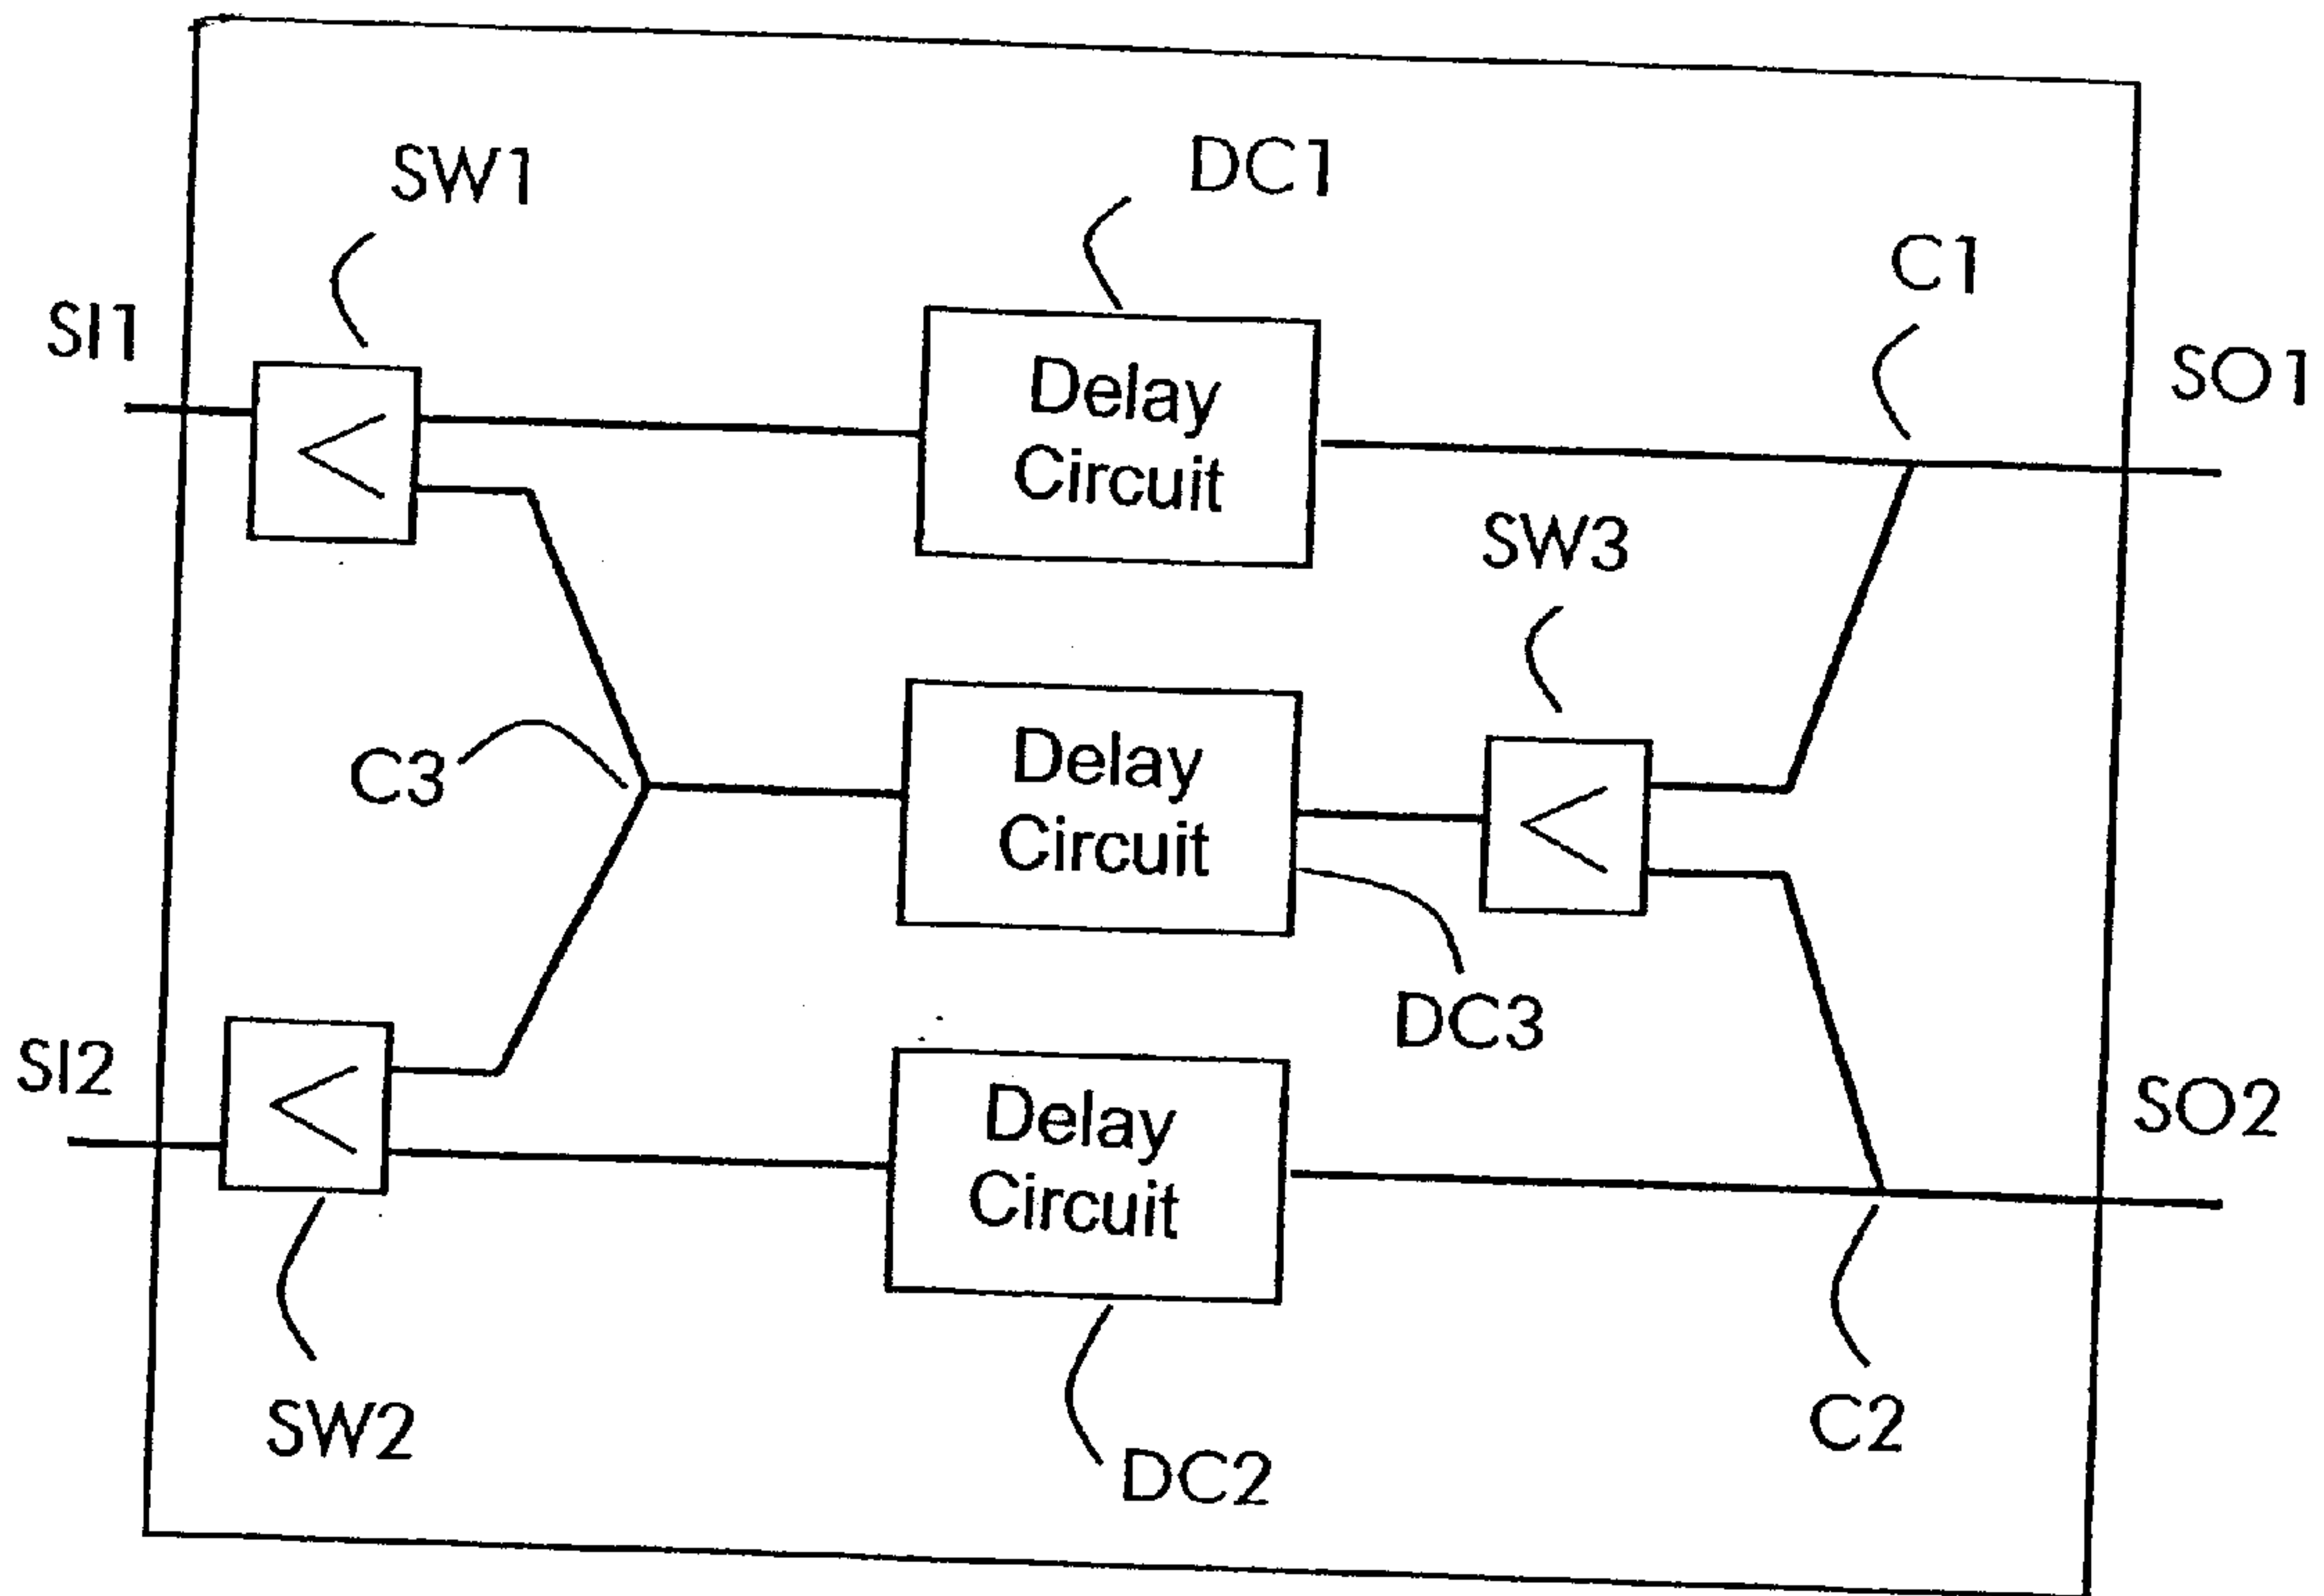 SW1
DC1
C1
SI1
SO1
Delay
Circuit
SW3
C3
Delay
Circuit
DC3
SI2
SO2
Delay
Circuit
SW2
C2
DC2